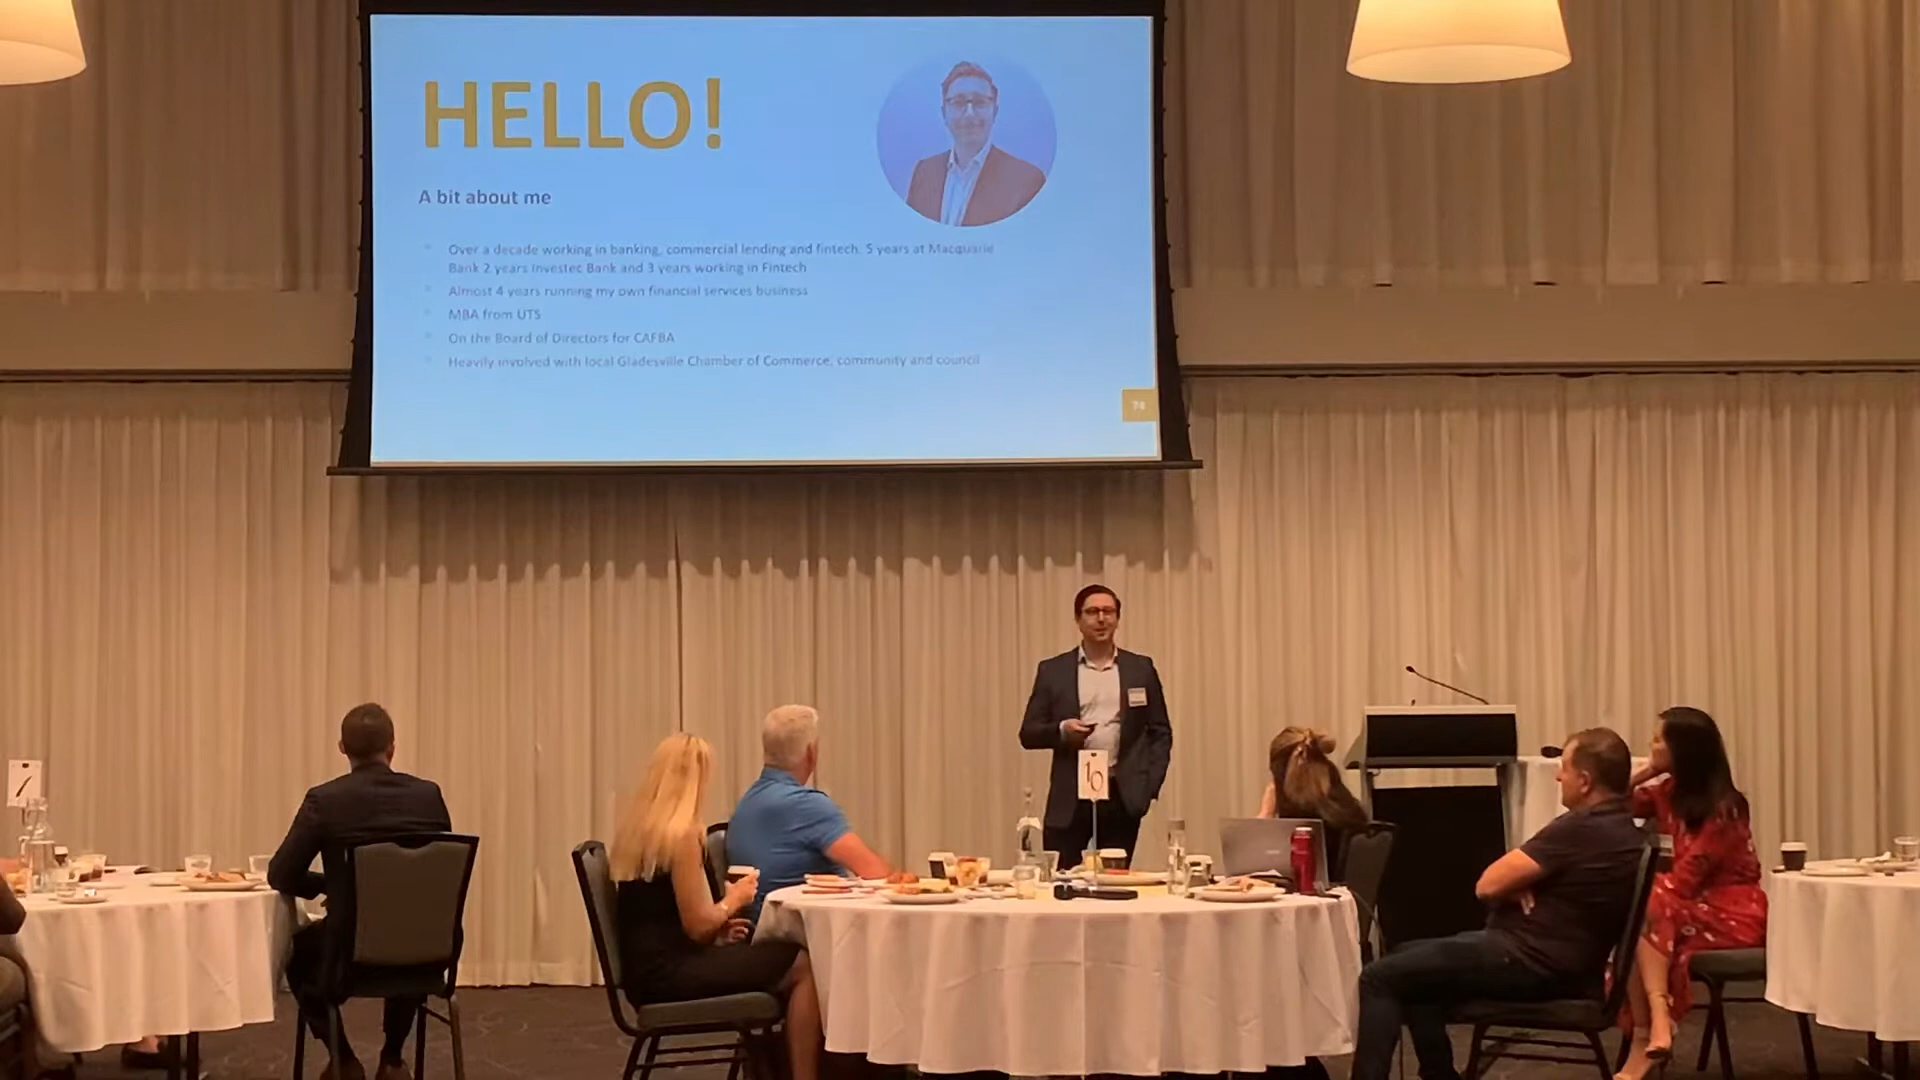 HELLO!
A bit about me
Over a decade working in banking, commercial lending and fintech. 5 years at Macquarie
Bank 2 years Investec Bank and 3 years working in Fintech
Almost 4 years running my own financial services business
MBA from UTS
On the Board of Directors for CAFBA
Heavily involved with local Gladesville Chamber of Commerce, community and council
74
10
1